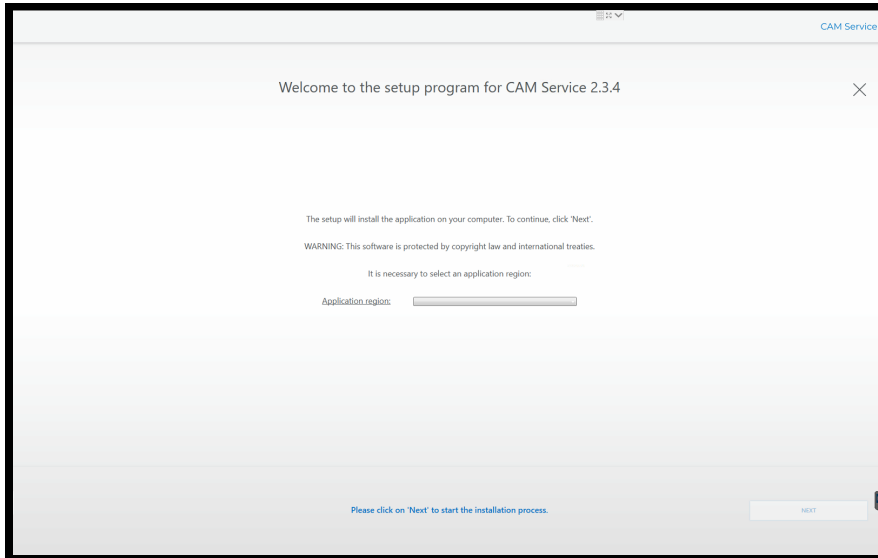 CAM Service
Welcome to the setup program for CAM Service 2.3.4
The setup will install the application on your computer. To continue, click 'Next'.
WARNING: This software is protected by copyright law and international treaties.
It is necessary to select an application region:
Application region:
Please click on 'Next' to start the installation process.
NEXT